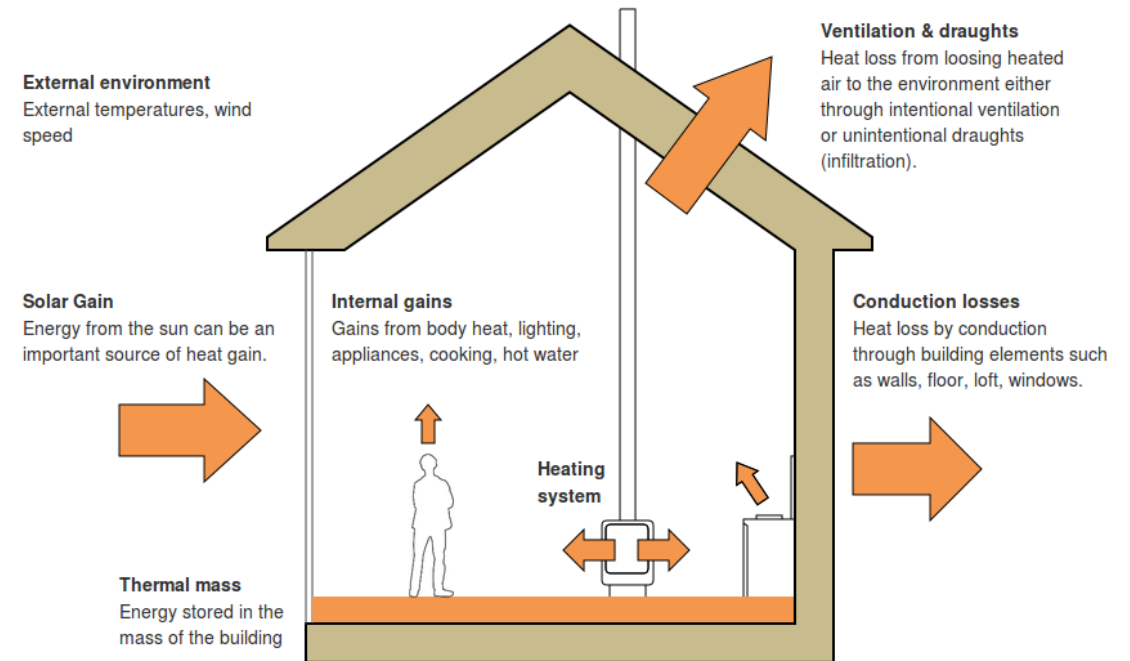 External environment
External temperatures, wind
speed
Ventilation & draughts
Heat loss from loosing heated
air to the environment either
through intentional ventilation
or unintentional draughts
(infiltration).
Solar Gain
Energy from the sun can be an
important source of heat gain.
Internal gains
Gains from body heat, lighting,
appliances, cooking, hot water
Conduction losses
Heat loss by conduction
through building elements such
as walls, floor, loft, windows.
Heating
system
Thermal mass
Energy stored in the
mass of the building